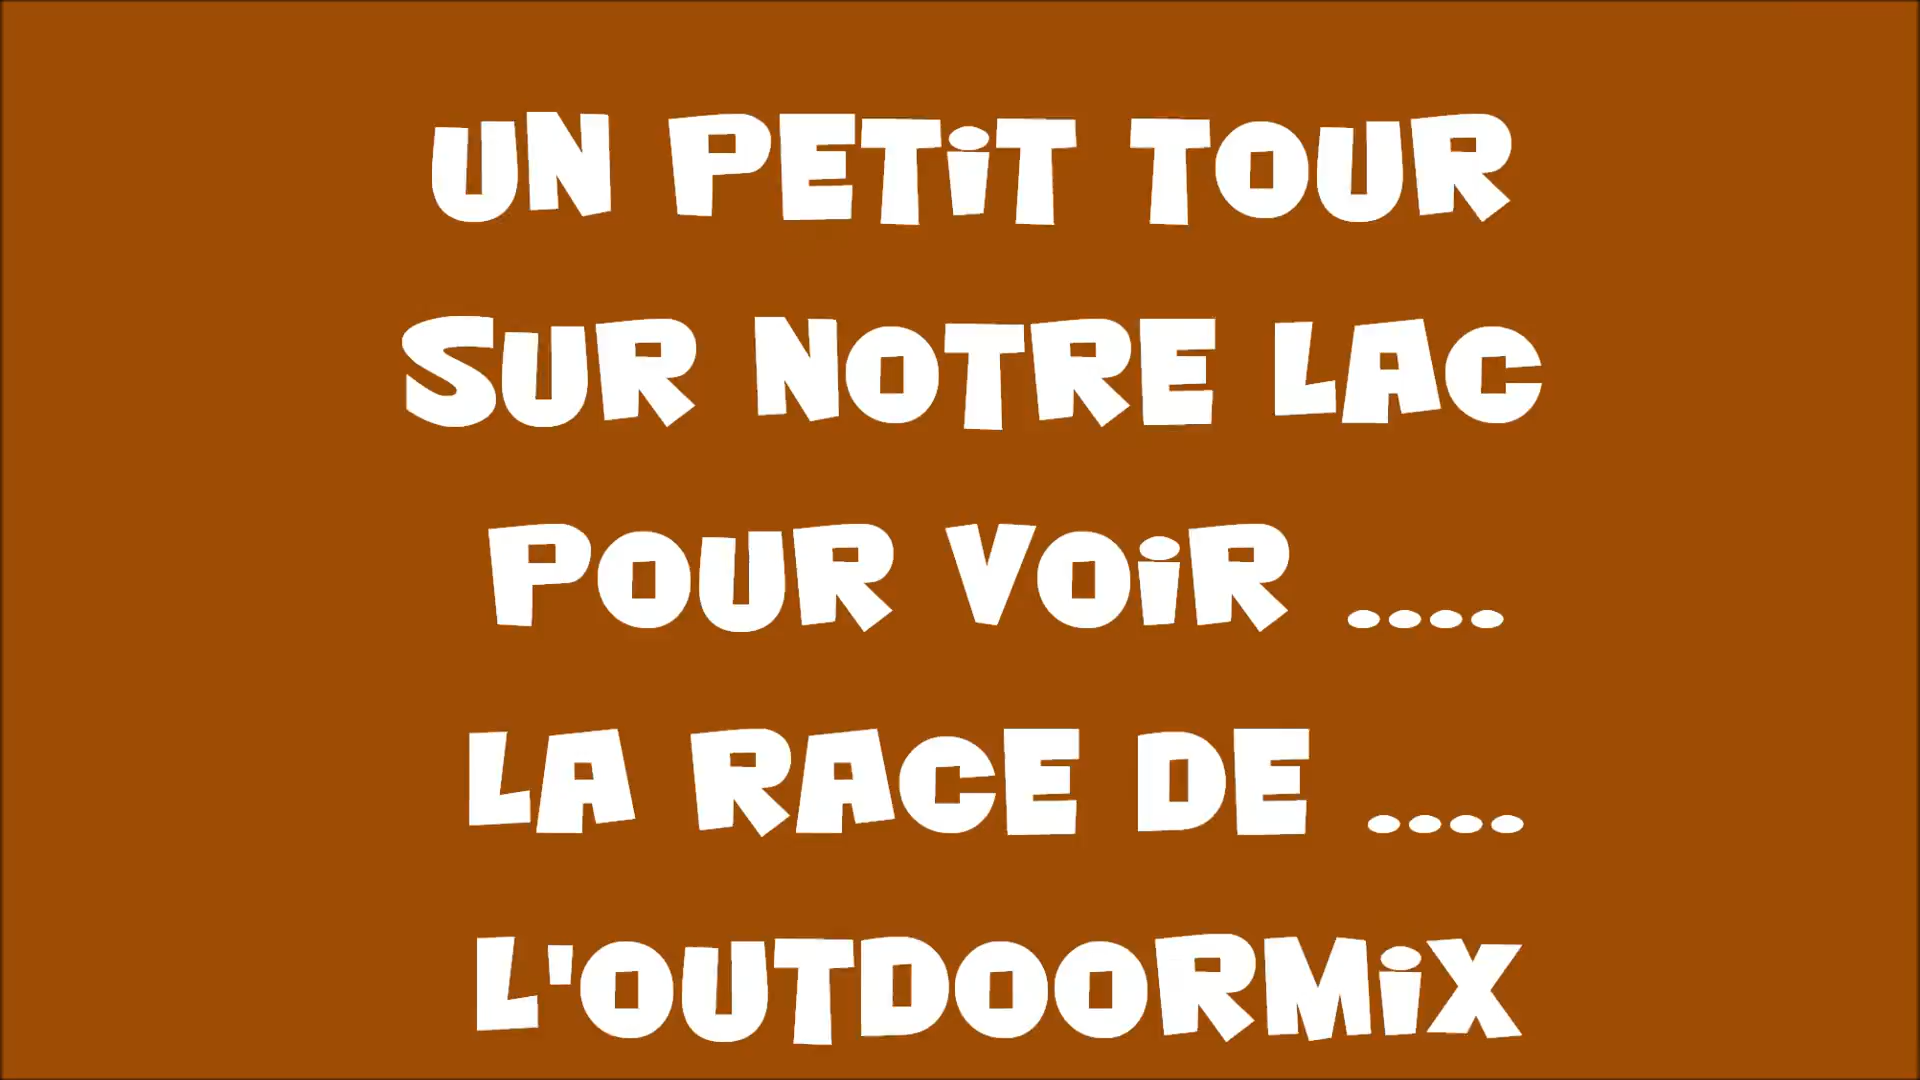 UN PETiT TOUR
SUR NOTRE LAC
POUR VOiR ....
LA RACE DE ....
L'OUTDOORMiX